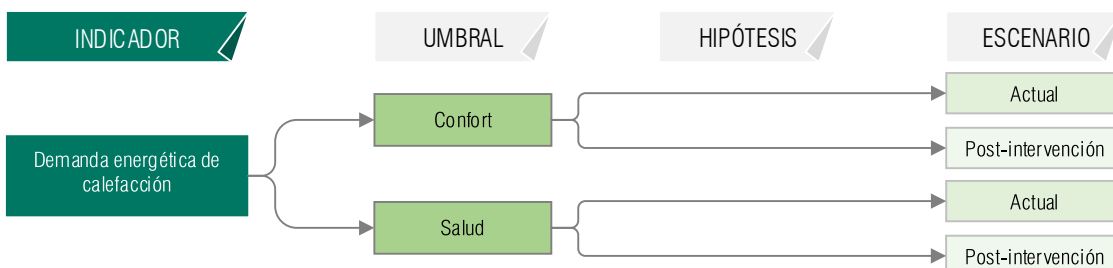 INDICADOR
UMBRAL
HIPÓTESIS
ESCENARIO
Demanda energética de
calefacción
Confort
Actual
Post-intervención
Salud
Actual
Post-intervención